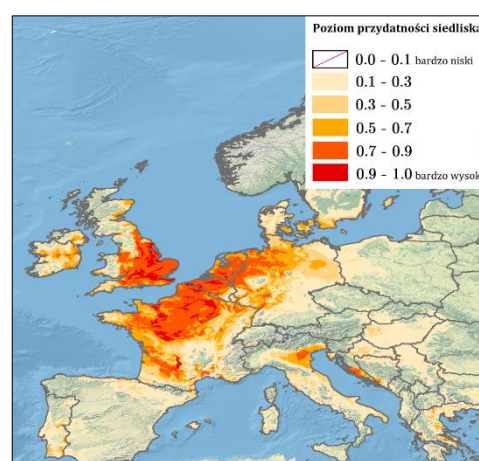 Poziom przydatności siedliska
0.0 - 0.1 bardzo niski
0.1 - 0.3
0.3 - 0.5
0.5 - 0.7
0.7 - 0.9
0.9 - 1.0 bardzo wysok